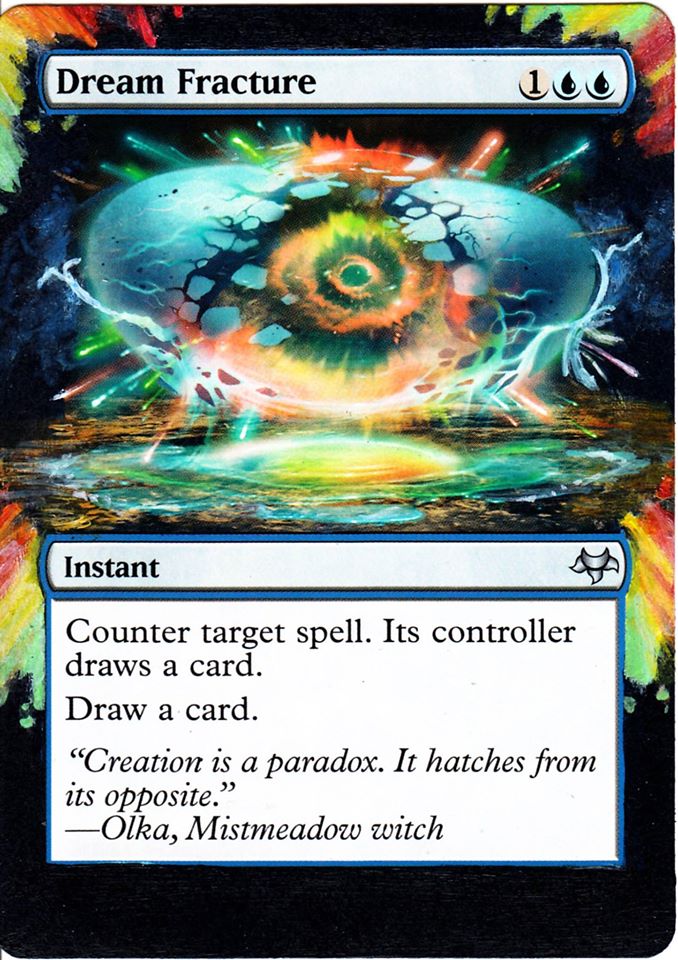 Dream Fracture 1
Instant
Counter target spell. Its controller
draws a card.
Draw a card.
“Creation is a paradox. It hatches from
its opposite.”
—Olka, Mistmeadow witch